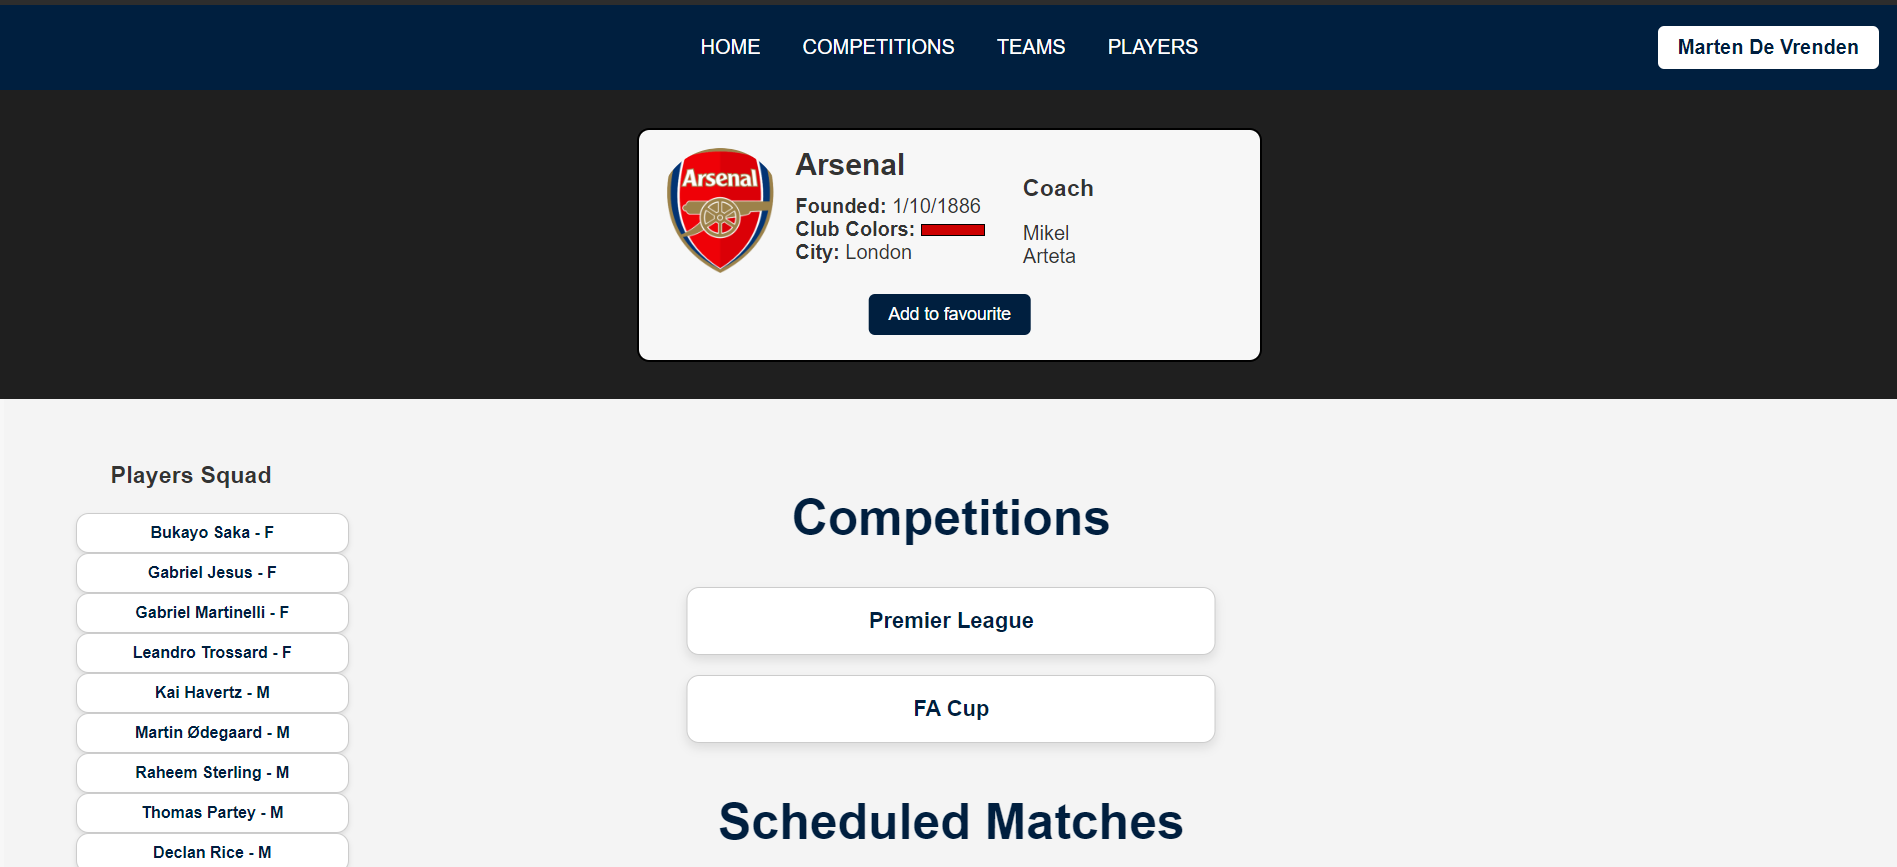 HOME COMPETITIONS TEAMS PLAYERS
Marten De Vrenden
Arsenal
Arsenal
Founded: 1/10/1886
Club Colors:
City: London
Coach
Mikel
Arteta
Add to favourite
Players Squad
Bukayo Saka - F
Gabriel Jesus - F
Gabriel Martinelli - F
Leandro Trossard - F
Kai Havertz - M
Martin Ødegaard - M
Raheem Sterling - M
Thomas Partey - M
Declan Rice - M
Competitions
Premier League
FA Cup
Scheduled Matches